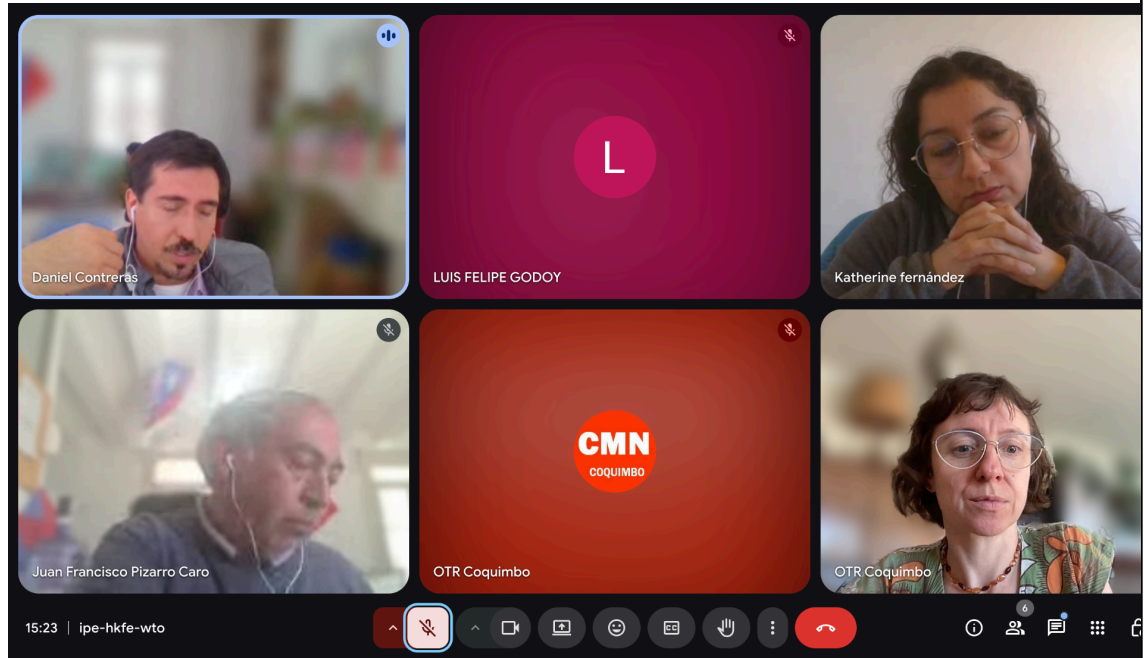 L
Daniel Contreras
LUIS FELIPE GODOY
Katherine fernández
CMN
COQUIMBO
Juan Francisco Pizarro Caro
OTR Coquimbo
OTR Coquimbo
15:23 | ipe-hkfe-wto
CC
6